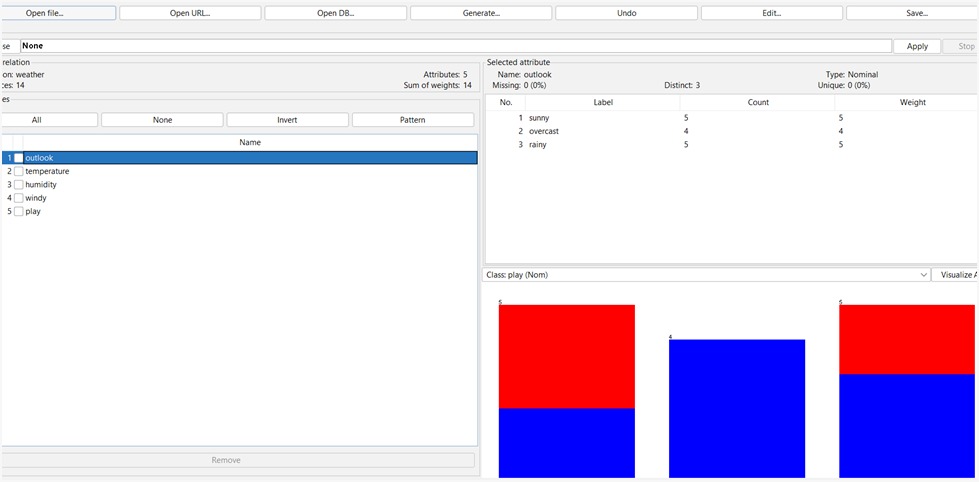 Open file... Open URL... Open DB... Generate... Undo Edit... Save...
se None Apply Stop
relation
on: weather Attributes: 5
ces: 14 Sum of weights: 14
es
All None Invert Pattern
Name
1 outlook
2 temperature
3 humidity
4 windy
5 play
Remove
Selected attribute
Name: outlook Type: Nominal
Missing: 0 (0%) Distinct: 3 Unique: 0 (0%)
No. Label Count Weight
1 sunny 5 5
2 overcast 4 4
3 rainy 5 5
Class: play (Nom) Visualize A
5 4 5